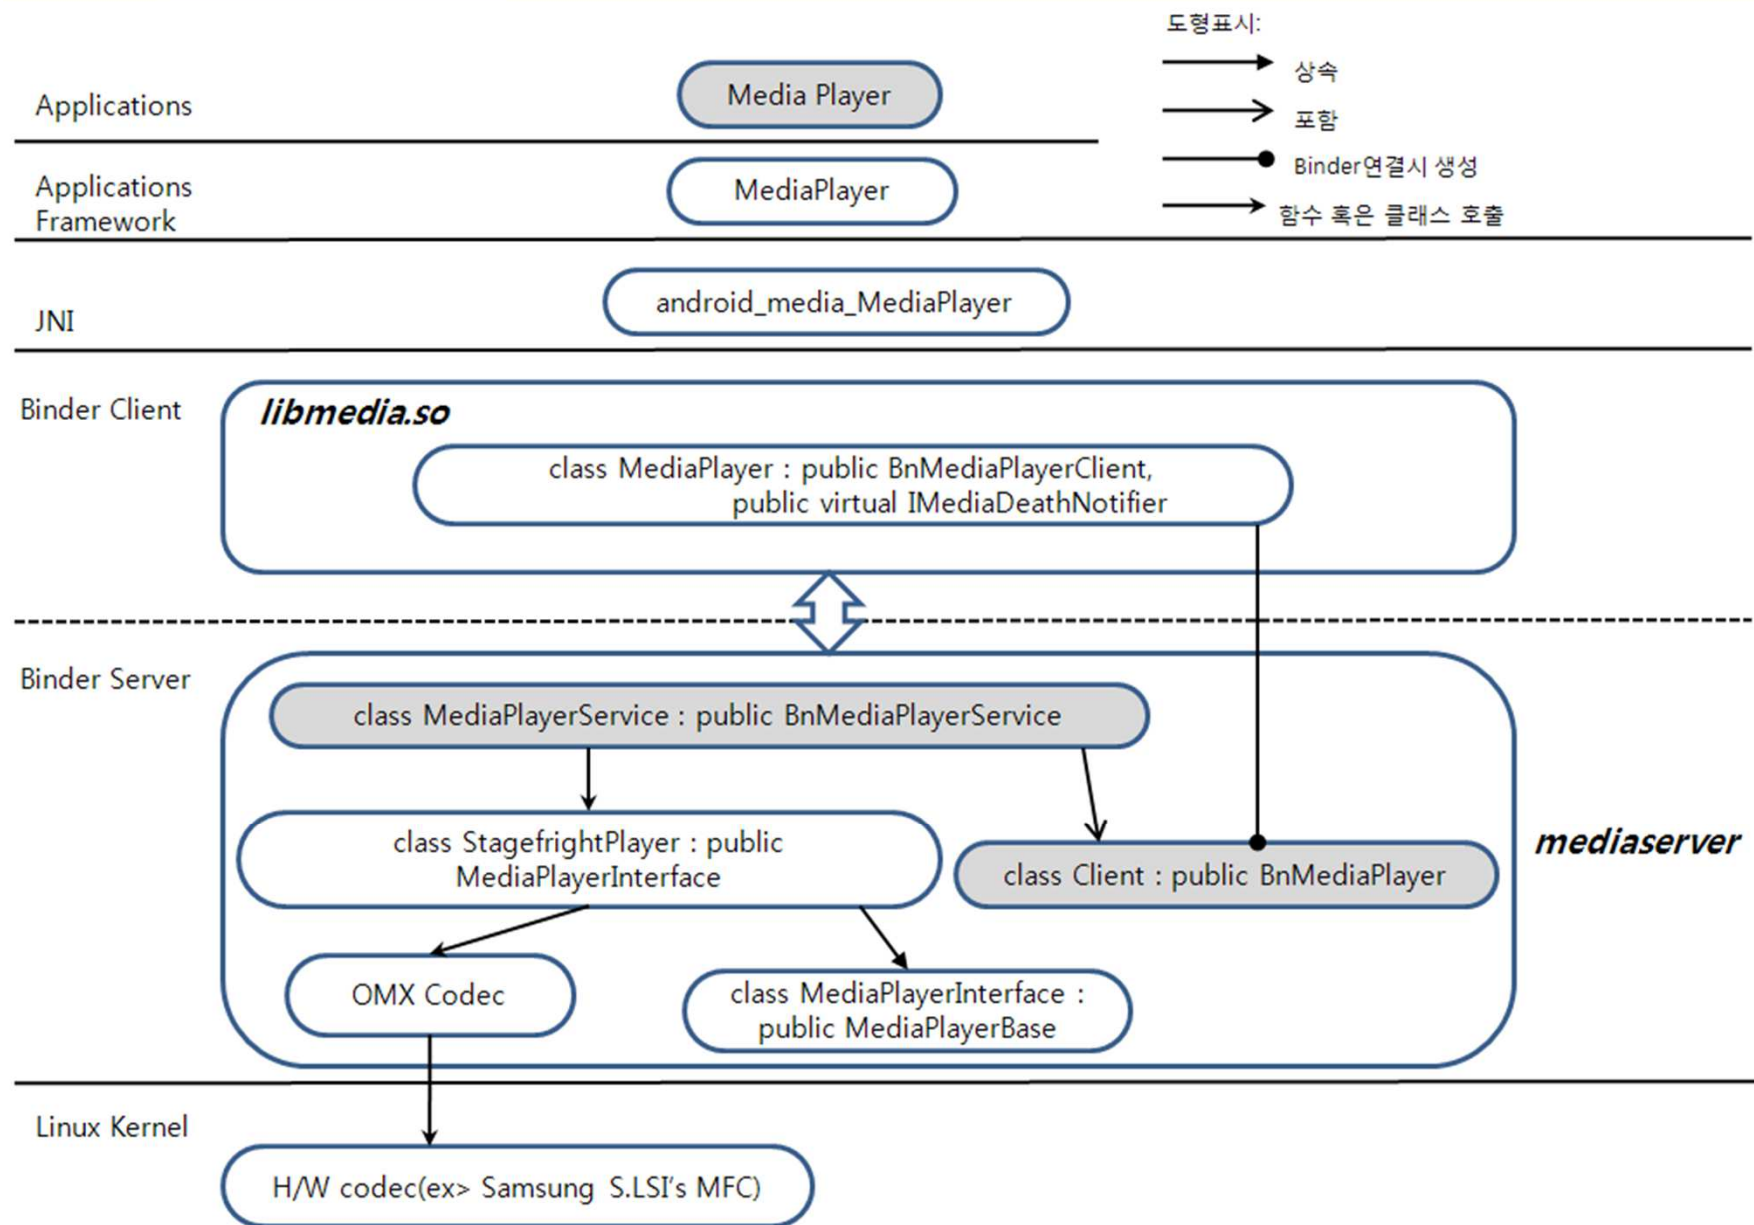 도형표시:
상속
포함
Binder연결시 생성
함수 혹은 클래스 호출
Applications
Media Player
Applications
Framework
MediaPlayer
JNI
android_media_MediaPlayer
Binder Client
libmedia.so
class MediaPlayer : public BnMediaPlayerClient,
public virtual IMediaDeathNotifier
Binder Server
class MediaPlayerService : public BnMediaPlayerService
class StagefrightPlayer : public
MediaPlayerInterface
class Client : public BnMediaPlayer
mediaserver
OMX Codec
class MediaPlayerInterface :
public MediaPlayerBase
Linux Kernel
H/W codec(ex> Samsung S.LSI's MFC)